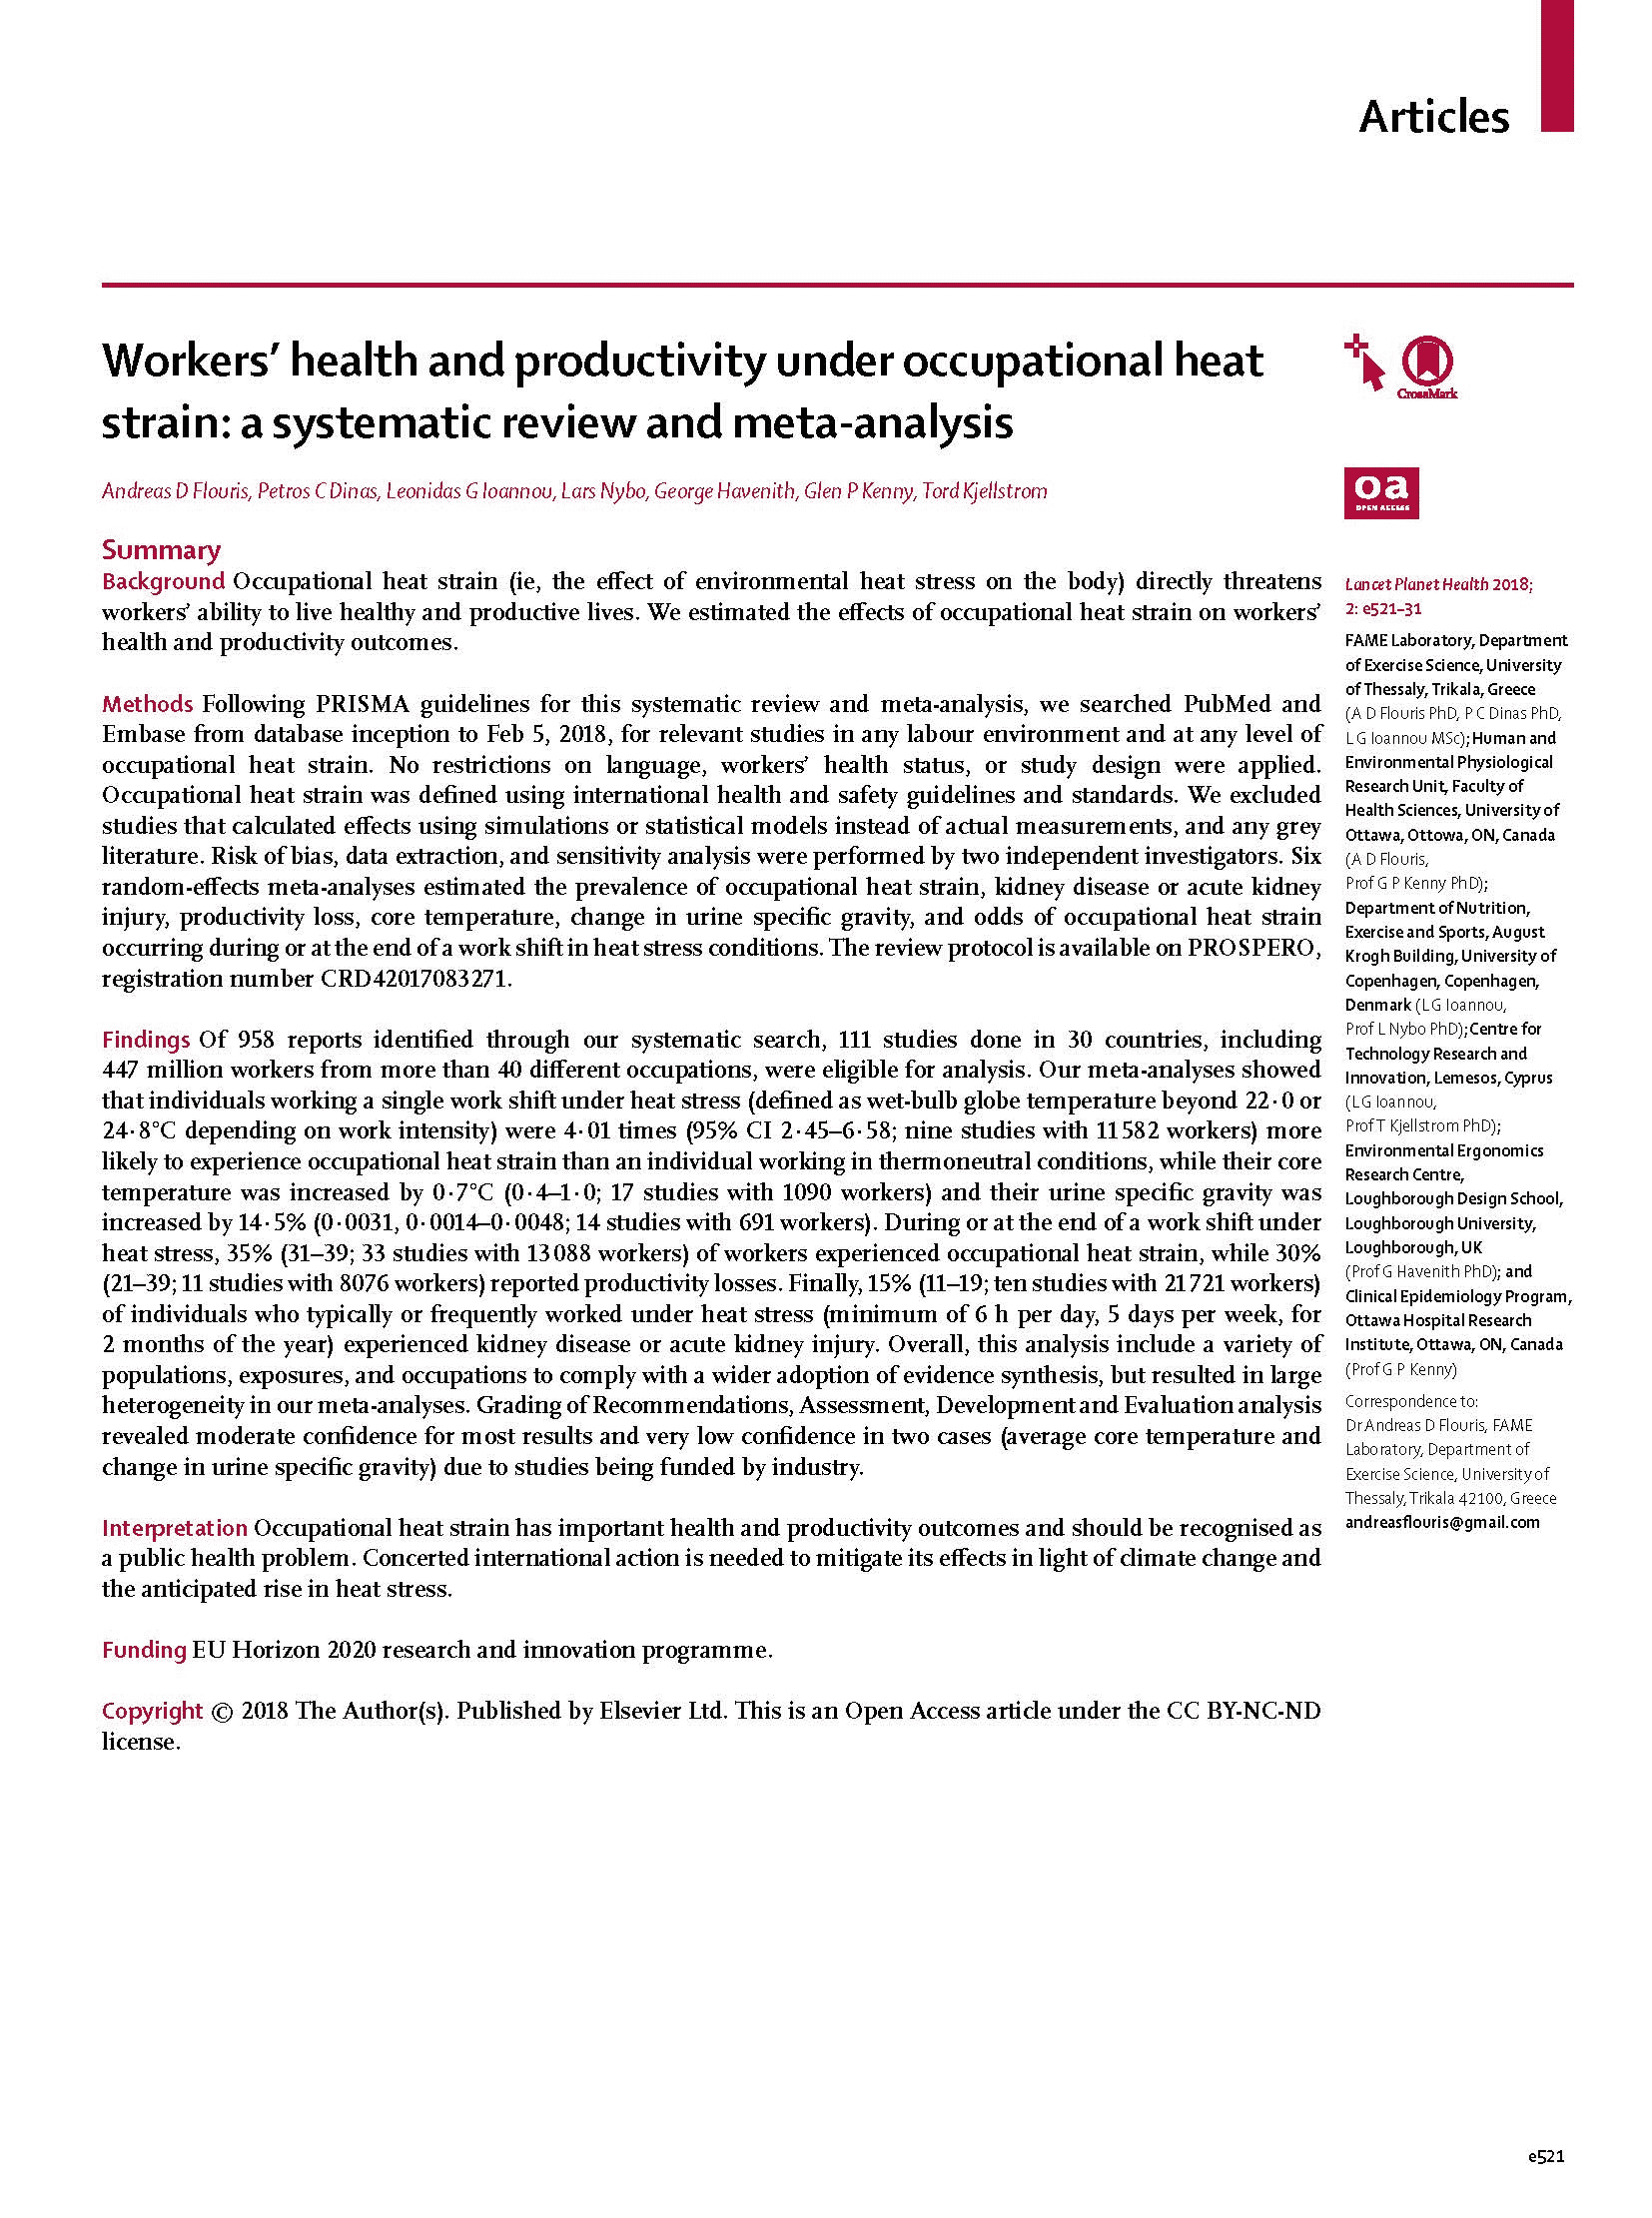 Articles
Workers’ health and productivity under occupational heat
strain: a systematic review and meta-analysis
CrossMark
Andreas D Flouris, Petros C Dinas, Leonidas G Ioannou, Lars Nybo, George Havenith, Glen P Kenny, Tord Kjellstrom
oa
OPEN ACCESS
Summary
Background Occupational heat strain (ie, the effect of environmental heat stress on the body) directly threatens
workers’ ability to live healthy and productive lives. We estimated the effects of occupational heat strain on workers’
health and productivity outcomes.
Methods Following PRISMA guidelines for this systematic review and meta-analysis, we searched PubMed and
Embase from database inception to Feb 5, 2018, for relevant studies in any labour environment and at any level of
occupational heat strain. No restrictions on language, workers’ health status, or study design were applied.
Occupational heat strain was defined using international health and safety guidelines and standards. We excluded
studies that calculated effects using simulations or statistical models instead of actual measurements, and any grey
literature. Risk of bias, data extraction, and sensitivity analysis were performed by two independent investigators. Six
random-effects meta-analyses estimated the prevalence of occupational heat strain, kidney disease or acute kidney
injury, productivity loss, core temperature, change in urine specific gravity, and odds of occupational heat strain
occurring during or at the end of a work shift in heat stress conditions. The review protocol is available on PROSPERO,
registration number CRD42017083271.
Findings Of 958 reports identified through our systematic search, 111 studies done in 30 countries, including
447 million workers from more than 40 different occupations, were eligible for analysis. Our meta-analyses showed
that individuals working a single work shift under heat stress (defined as wet-bulb globe temperature beyond 22·0 or
24·8°C depending on work intensity) were 4·01 times (95% CI 2·45–6·58; nine studies with 11 582 workers) more
likely to experience occupational heat strain than an individual working in thermoneutral conditions, while their core
temperature was increased by 0·7°C (0·4–1·0; 17 studies with 1090 workers) and their urine specific gravity was
increased by 14·5% (0·0031, 0·0014–0·0048; 14 studies with 691 workers). During or at the end of a work shift under
heat stress, 35% (31–39; 33 studies with 13 088 workers) of workers experienced occupational heat strain, while 30%
(21–39; 11 studies with 8076 workers) reported productivity losses. Finally, 15% (11–19; ten studies with 21 721 workers)
of individuals who typically or frequently worked under heat stress (minimum of 6 h per day, 5 days per week, for
2 months of the year) experienced kidney disease or acute kidney injury. Overall, this analysis include a variety of
populations, exposures, and occupations to comply with a wider adoption of evidence synthesis, but resulted in large
heterogeneity in our meta-analyses. Grading of Recommendations, Assessment, Development and Evaluation analysis
revealed moderate confidence for most results and very low confidence in two cases (average core temperature and
change in urine specific gravity) due to studies being funded by industry.
Interpretation Occupational heat strain has important health and productivity outcomes and should be recognised as
a public health problem. Concerted international action is needed to mitigate its effects in light of climate change and
the anticipated rise in heat stress.
Funding EU Horizon 2020 research and innovation programme.
Copyright © 2018 The Author(s). Published by Elsevier Ltd. This is an Open Access article under the CC BY-NC-ND
license.
Lancet Planet Health 2018;
2: e521–31
FAME Laboratory, Department
of Exercise Science, University
of Thessaly, Trikala, Greece
(A D Flouris PhD, P C Dinas PhD,
L G Ioannou MSc); Human and
Environmental Physiological
Research Unit, Faculty of
Health Sciences, University of
Ottawa, Ottowa, ON, Canada
(A D Flouris,
Prof G P Kenny PhD);
Department of Nutrition,
Exercise and Sports, August
Krogh Building, University of
Copenhagen, Copenhagen,
Denmark (L G Ioannou,
Prof L Nybo PhD); Centre for
Technology Research and
Innovation, Lemesos, Cyprus
(L G Ioannou,
Prof T Kjellstrom PhD);
Environmental Ergonomics
Research Centre,
Loughborough Design School,
Loughborough University,
Loughborough, UK
(Prof G Havenith PhD); and
Clinical Epidemiology Program,
Ottawa Hospital Research
Institute, Ottawa, ON, Canada
(Prof G P Kenny)
Correspondence to:
Dr Andreas D Flouris, FAME
Laboratory, Department of
Exercise Science, University of
Thessaly, Trikala 42100, Greece
andreasflouris@gmail.com
e521